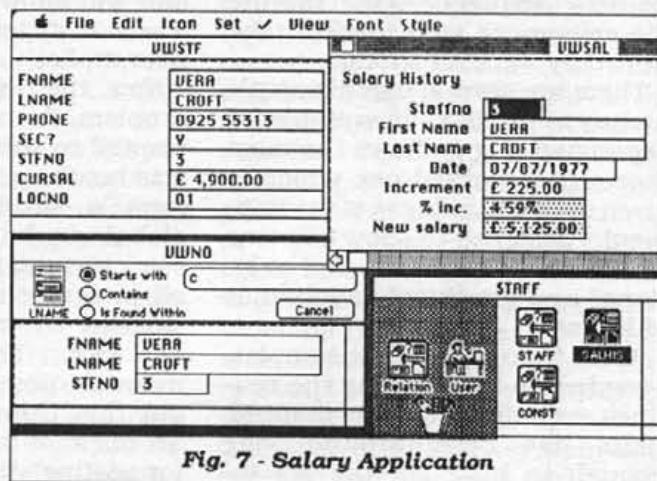 File Edit Icon Set ✓ View Font Style
VWSTF
FNAME VERA
LNAME CROFT
PHONE 0925 55313
SEC? Y
STFNO 3
CURSAL £ 4,900.00
LOCNO 01
VWSAL
Salary History
Staffno 3
First Name VERA
Last Name CROFT
Date 07/07/1977
Increment £ 225.00
% inc 4.59%
New salary £ 5,125.00
VWNO
LNAME
Starts with C
Contains
Is Found Within
Cancel
FNAME VERA
LNAME CROFT
STFNO 3
STAFF
Relation
User
STAFF
SALHIS
CONST
Fig. 7 - Salary Application